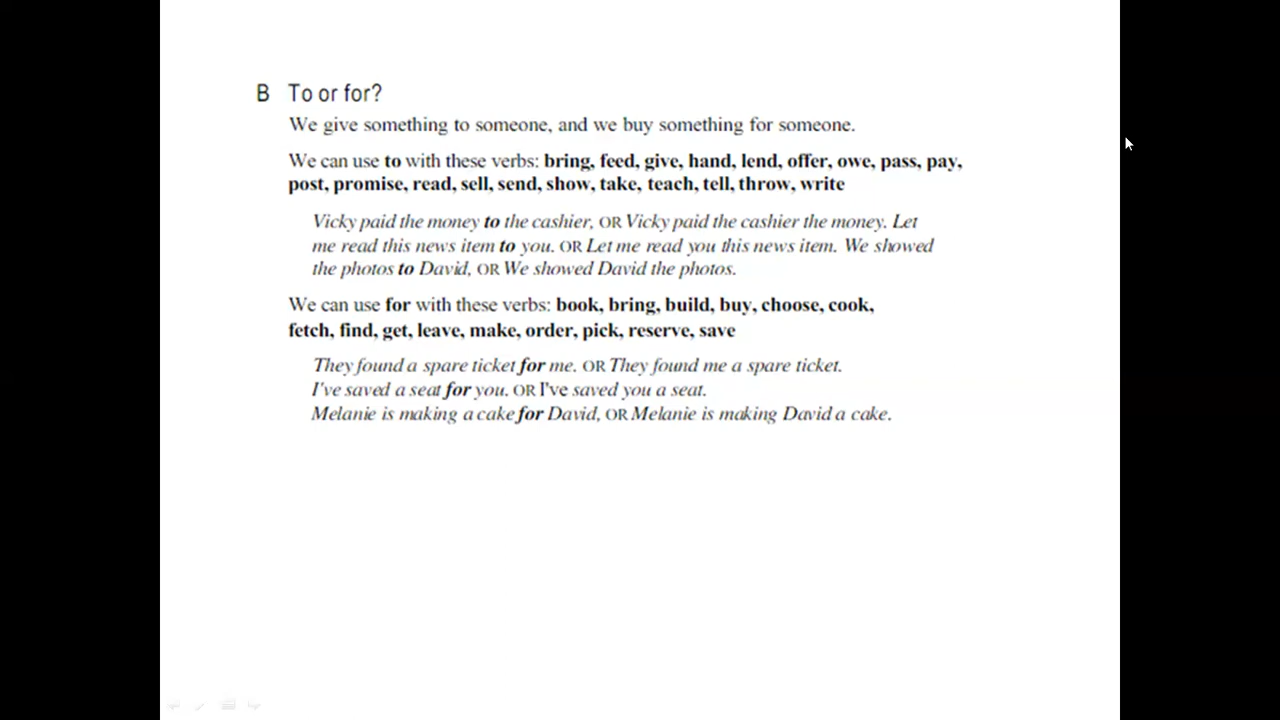 B To or for?
We give something to someone, and we buy something for someone.
We can use to with these verbs: bring, feed, give, hand, lend, offer, owe, pass, pay,
post, promise, read, sell, send, show, take, teach, tell, throw, write
Vicky paid the money to the cashier, OR Vicky paid the cashier the money. Let
me read this news item to you. OR Let me read you this news item. We showed
the photos to David, OR We showed David the photos.
We can use for with these verbs: book, bring, build, buy, choose, cook,
fetch, find, get, leave, make, order, pick, reserve, save
They found a spare ticket for me. OR They found me a spare ticket.
I've saved a seat for you. OR I've saved you a seat.
Melanie is making a cake for David, OR Melanie is making David a cake.